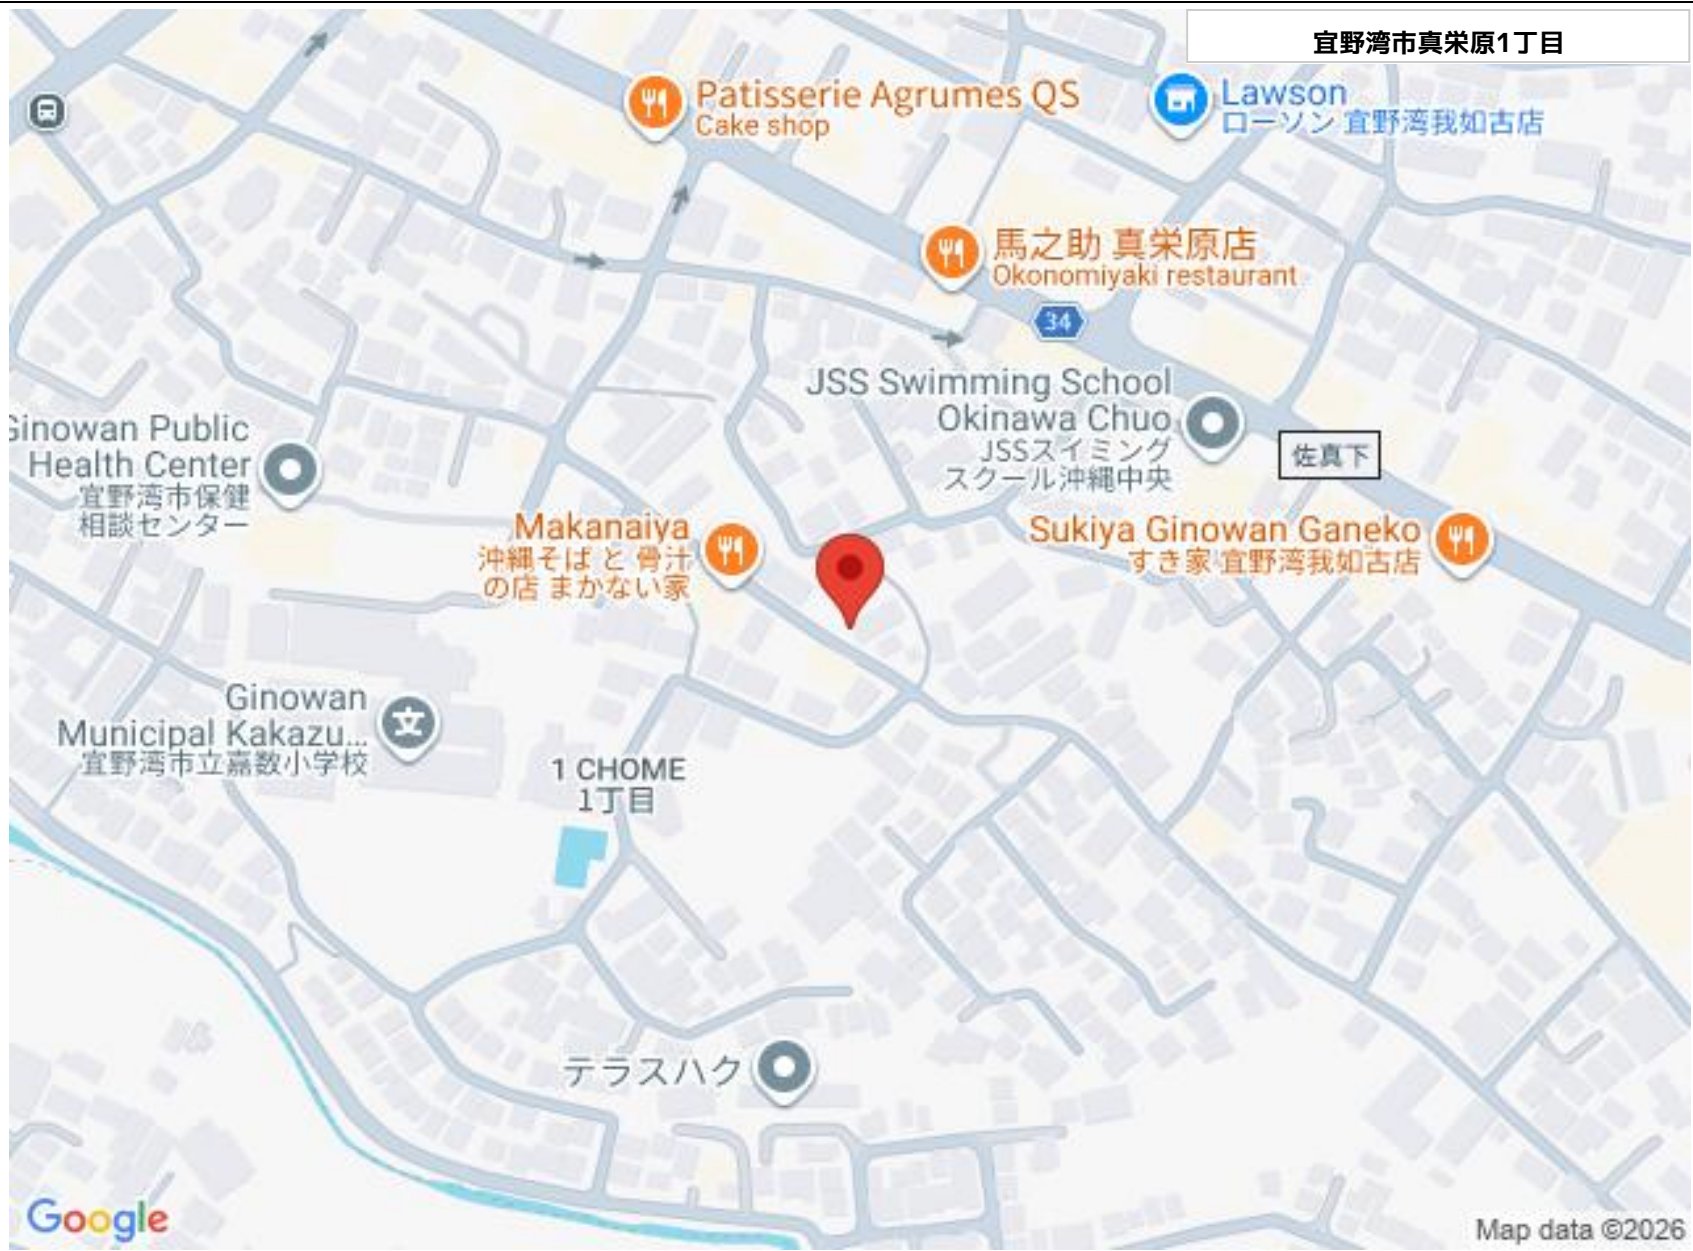 宜野湾市真栄原1丁目
Patisserie Agrumes QS
Cake shop
Lawson
ローソン 宜野湾我如古店
馬之助 真栄原店
Okonomiyaki restaurant
34
JSS Swimming School
Okinawa Chuo
JSSスイミング
スクール沖縄中央
Ginowan Public
Health Center
宜野湾市保健
相談センター
佐真下
Makanaiya
沖縄そば と 骨汁
の店 まかない家
Sukiya Ginowan Ganeko
すき家 宜野湾我如古店
Ginowan
Municipal Kakazu...
宜野湾市立嘉数小学校
文
1 CHOME
1丁目
テラスハク
Google
Map data ©2026